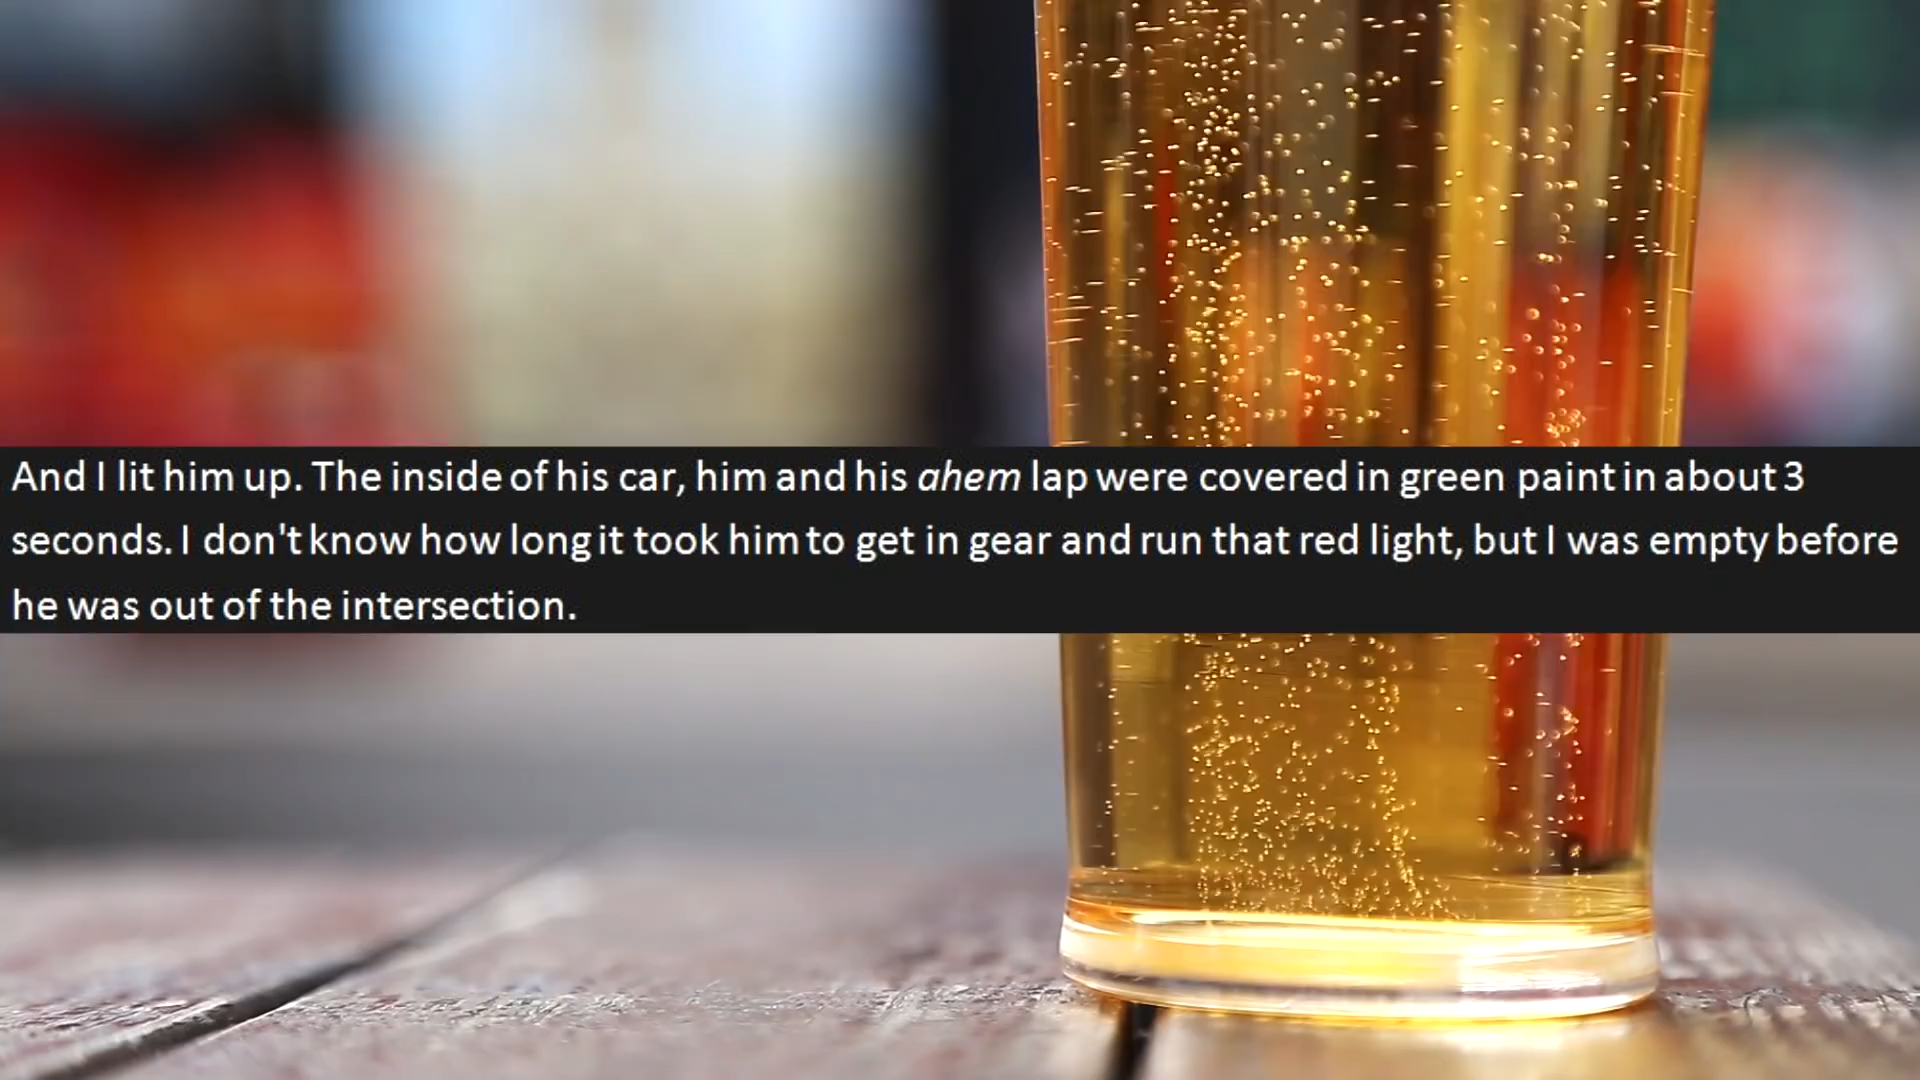 And I lit him up. The inside of his car, him and his ahem lap were covered in green paint in about 3
seconds. I don't know how long it took him to get in gear and run that red light, but I was empty before
he was out of the intersection.